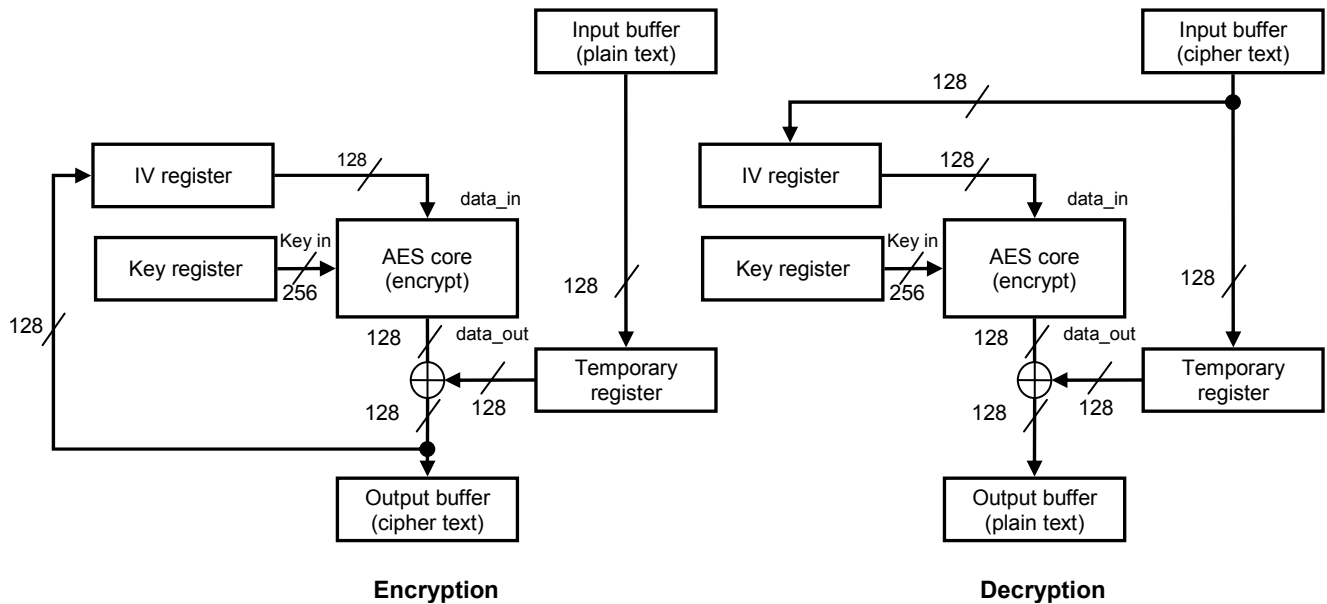 Input buffer
(plain text)
128
IV register
128
data_in
Key in
Key register
256
AES core
(encrypt)
128
128
128
data_out
Temporary
register
128
128
Output buffer
(cipher text)
Encryption
Input buffer
(cipher text)
128
IV register
128
data_in
Key in
Key register
256
AES core
(encrypt)
128
128
data_out
Temporary
register
128
128
Output buffer
(plain text)
Decryption